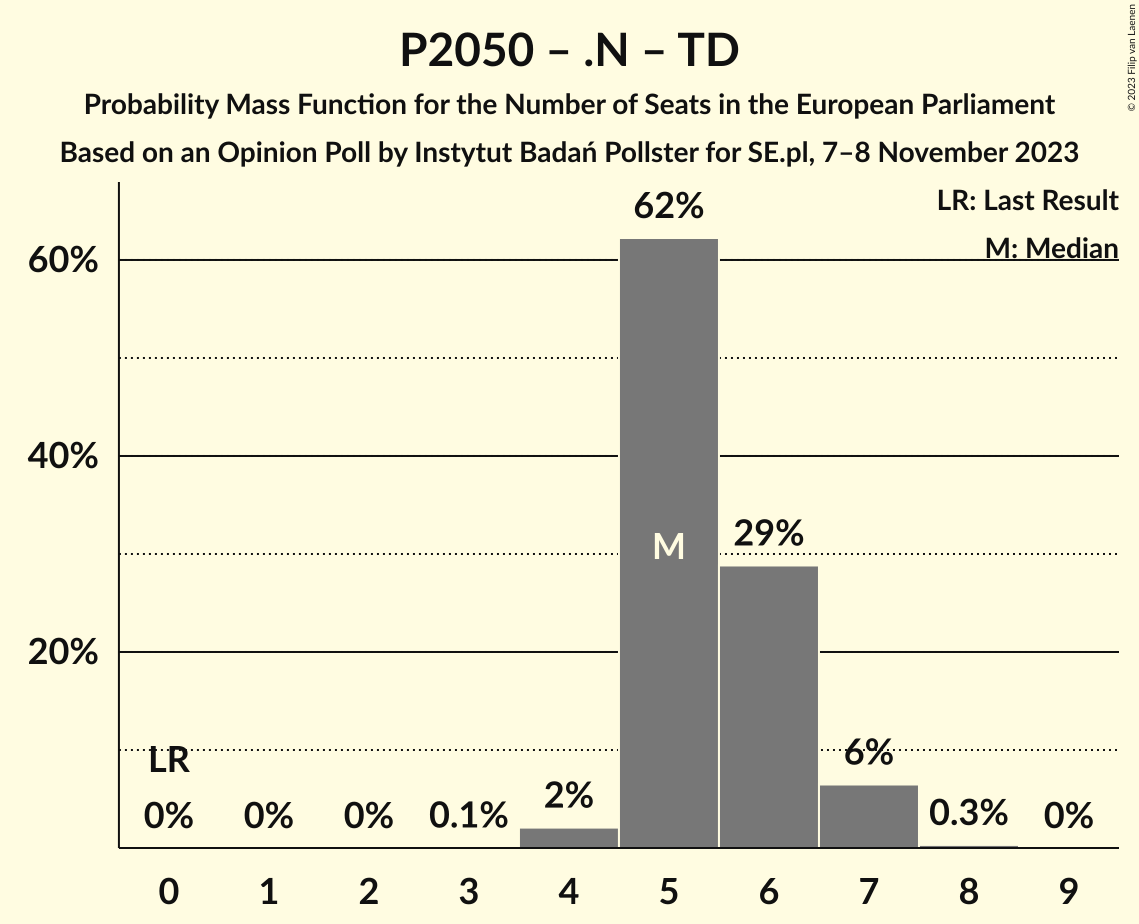 P2050 – .N – TD
Probability Mass Function for the Number of Seats in the European Parliament
Based on an Opinion Poll by Instytut Badań Pollster for SE.pl, 7–8 November 2023
© 2023 Filip van Laenen
LR: Last Result
M: Median
60%
40%
20%
62%
M
29%
LR
0%
0%
0%
0.1%
2%
6%
0.3%
0%
0 1 2 3 4 5 6 7 8 9